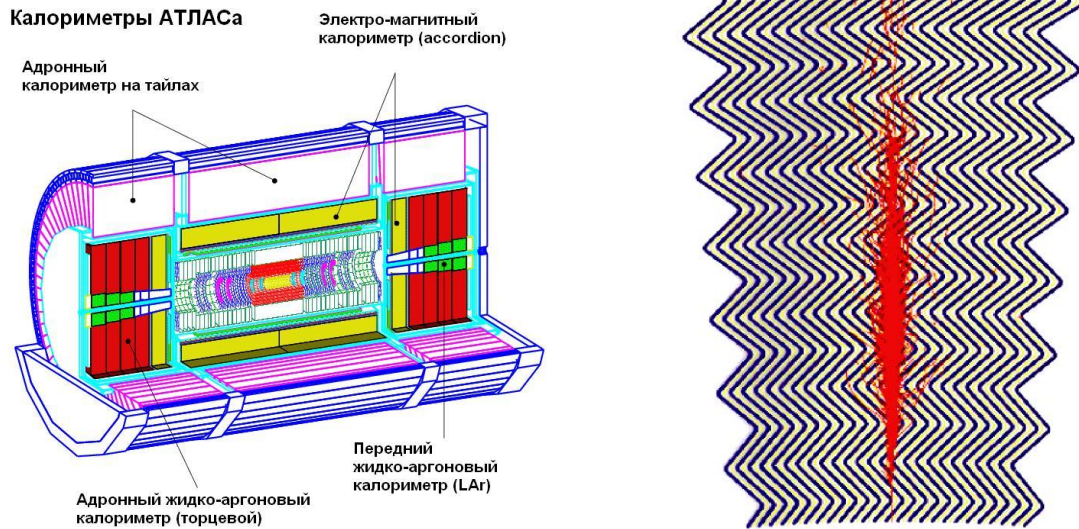 Калориметры АТЛАСа
Электро-магнитный
калориметр (accordion)
Адронный
калориметр на тайлах
Передний
жидко-аргоновый
калориметр (LAr)
Адронный жидко-аргоновый
калориметр (торцевой)